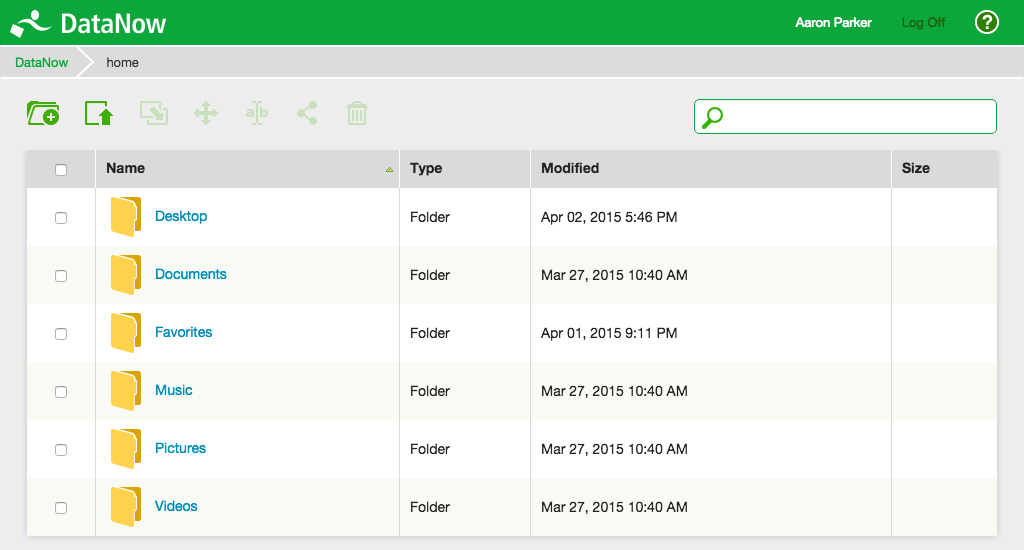 DataNow
Aaron Parker Log Off ?
DataNow home
a|b
Name Type Modified Size
Desktop Folder Apr 02, 2015 5:46 PM
Documents Folder Mar 27, 2015 10:40 AM
Favorites Folder Apr 01, 2015 9:11 PM
Music Folder Mar 27, 2015 10:40 AM
Pictures Folder Mar 27, 2015 10:40 AM
Videos Folder Mar 27, 2015 10:40 AM